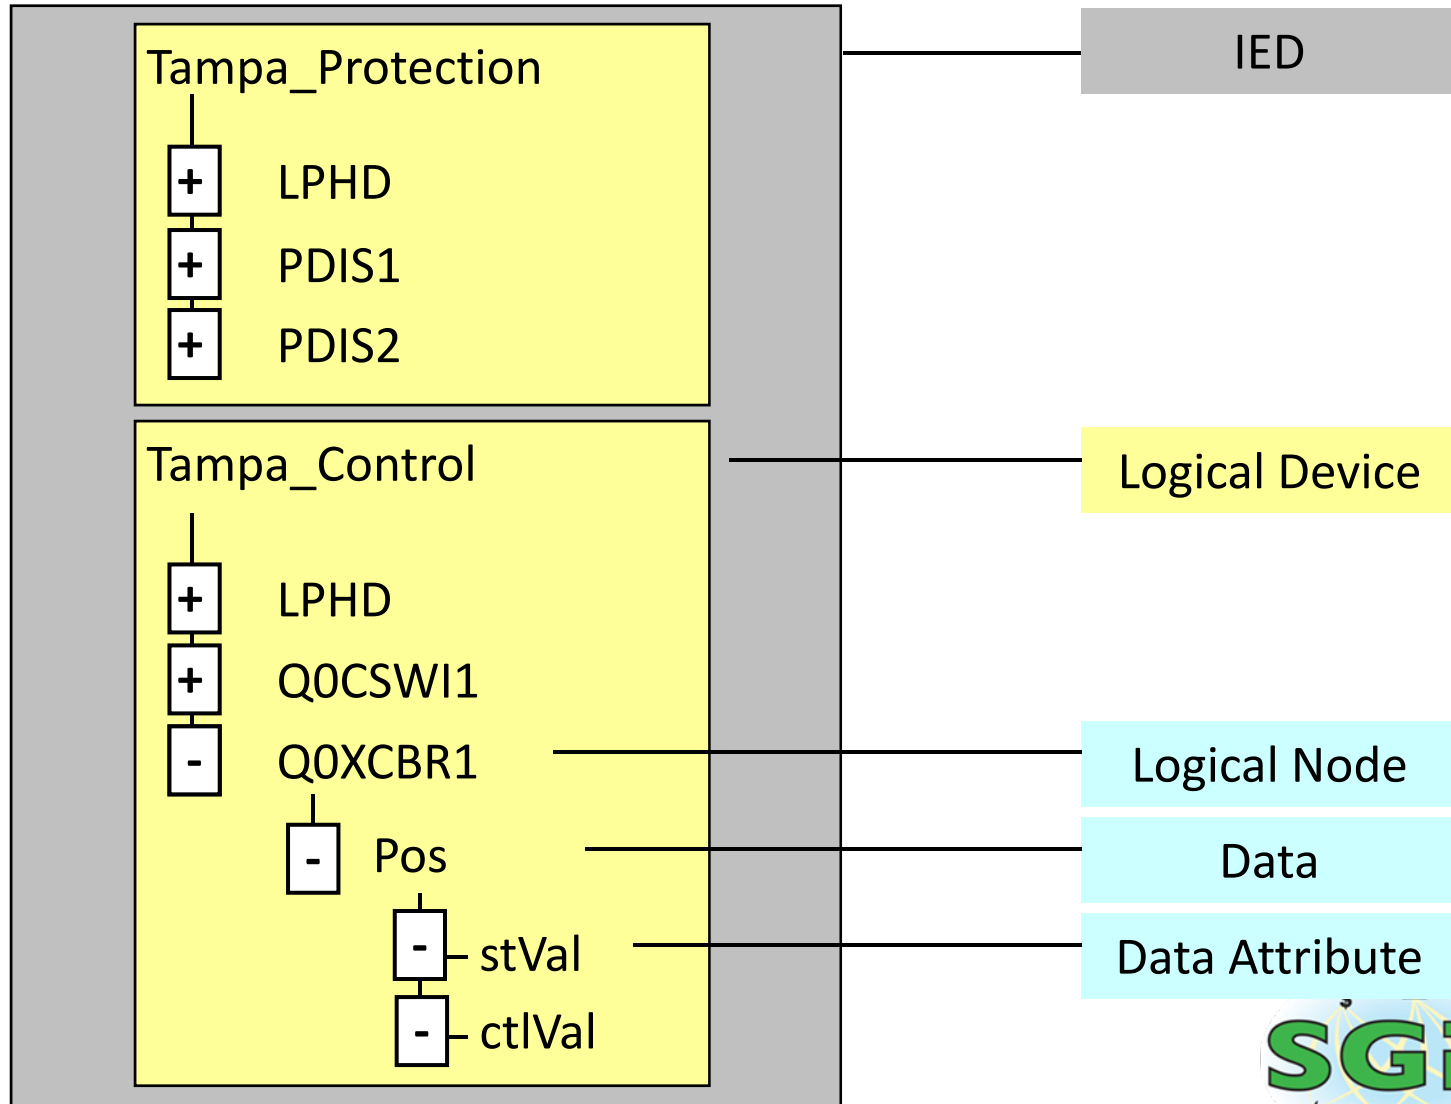 Tampa_Protection
IED
+ LPHD
+ PDIS1
+ PDIS2
Tampa_Control
Logical Device
+ LPHD
+ Q0CSWI1
- Q0XCBR1
Logical Node
- Pos
Data
- stVal
Data Attribute
- ctlVal